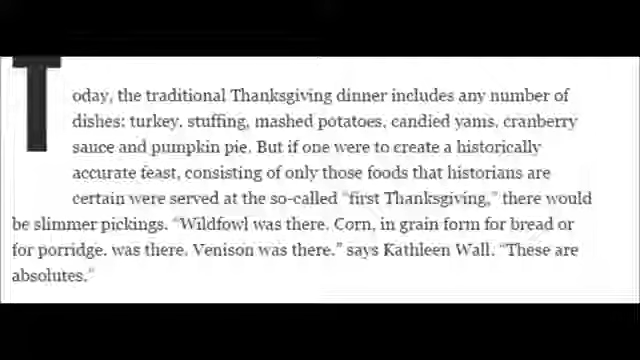 Today, the traditional Thanksgiving dinner includes any number of
dishes: turkey, stuffing, mashed potatoes, candied yams, cranberry
sauce and pumpkin pie. But if one were to create a historically
accurate feast, consisting of only those foods that historians are
certain were served at the so-called “first Thanksgiving,” there would
be slimmer pickings. “Wildfowl was there. Corn, in grain form for bread or
for porridge, was there. Venison was there,” says Kathleen Wall. “These are
absolutes.”